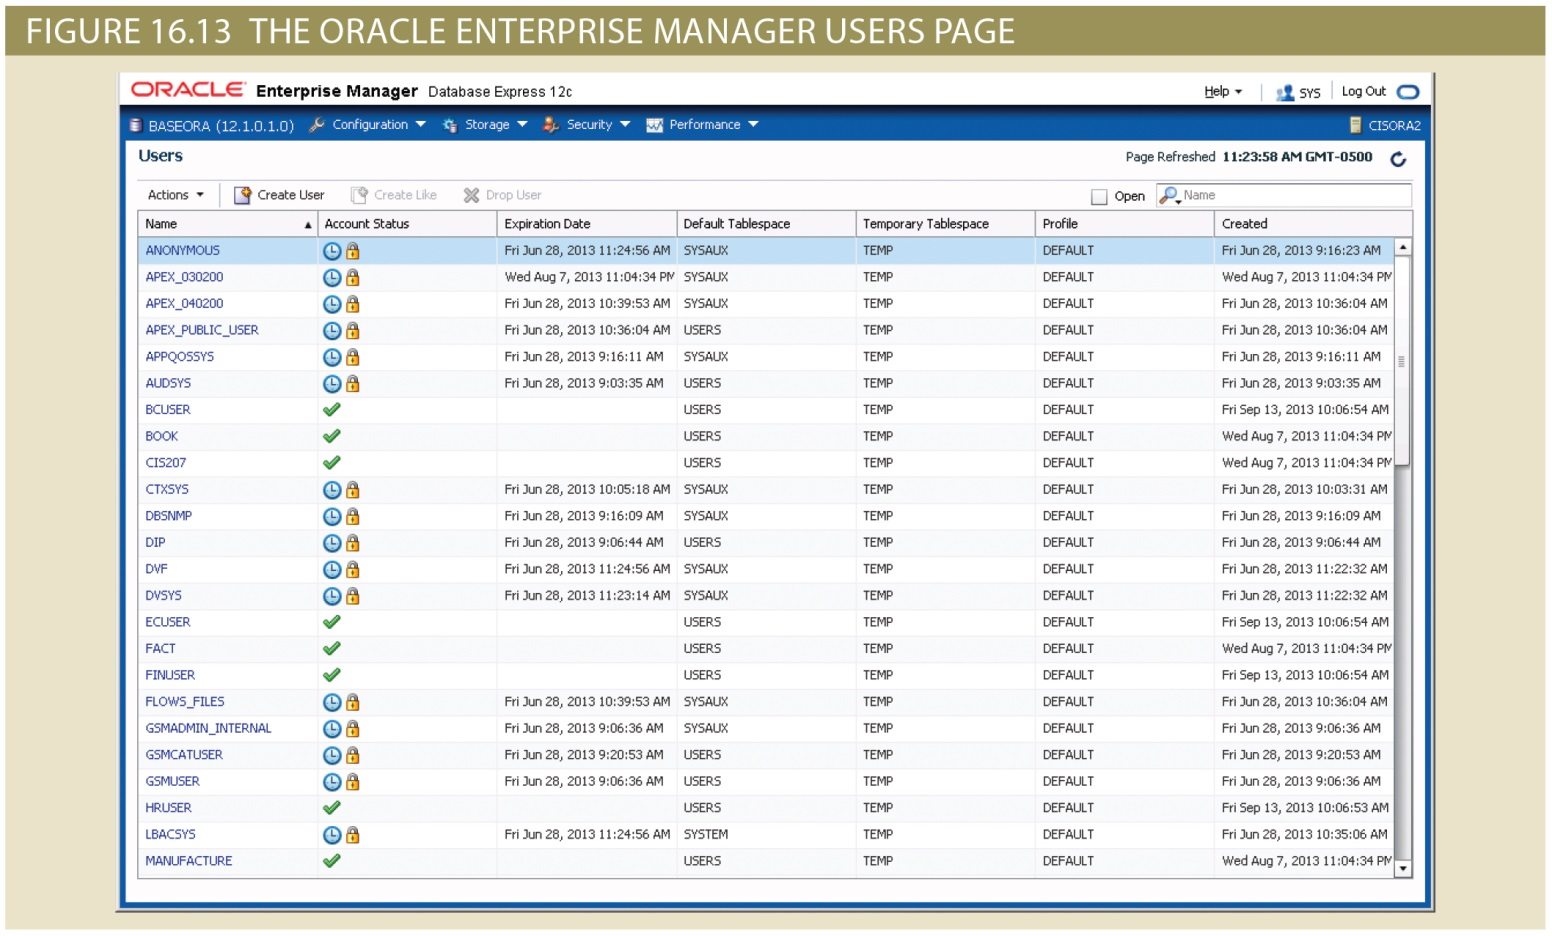 FIGURE 16.13 THE ORACLE ENTERPRISE MANAGER USERS PAGE
ORACLE Enterprise Manager Database Express 12c Help SYS Log Out
BASEORA (12.1.0.1.0) Configuration Storage Security Performance CISORA2
Users Page Refreshed 11:23:58 AM GMT-0500
Actions Create User Create Like Drop User Open Name
Name Account Status Expiration Date Default Tablespace Temporary Tablespace Profile Created
ANONYMOUS Fri Jun 28, 2013 11:24:56 AM SYSAUX TEMP DEFAULT Fri Jun 28, 2013 9:16:23 AM
APEX_030200 Wed Aug 7, 2013 11:04:34 PM SYSAUX TEMP DEFAULT Wed Aug 7, 2013 11:04:34 PM
APEX_040200 Fri Jun 28, 2013 10:39:53 AM SYSAUX TEMP DEFAULT Fri Jun 28, 2013 10:36:04 AM
APEX_PUBLIC_USER Fri Jun 28, 2013 10:36:04 AM USERS TEMP DEFAULT Fri Jun 28, 2013 10:36:04 AM
APPQOSSYS Fri Jun 28, 2013 9:16:11 AM SYSAUX TEMP DEFAULT Fri Jun 28, 2013 9:16:11 AM
AUDSYS Fri Jun 28, 2013 9:03:35 AM USERS TEMP DEFAULT Fri Jun 28, 2013 9:03:35 AM
BCUSER USERS TEMP DEFAULT Fri Sep 13, 2013 10:06:54 AM
BOOK USERS TEMP DEFAULT Wed Aug 7, 2013 11:04:34 PM
CIS207 USERS TEMP DEFAULT Wed Aug 7, 2013 11:04:34 PM
CTXSYS Fri Jun 28, 2013 10:05:18 AM SYSAUX TEMP DEFAULT Fri Jun 28, 2013 10:03:31 AM
DBSNMP Fri Jun 28, 2013 9:16:09 AM SYSAUX TEMP DEFAULT Fri Jun 28, 2013 9:16:09 AM
DIP Fri Jun 28, 2013 9:06:44 AM USERS TEMP DEFAULT Fri Jun 28, 2013 9:06:44 AM
DVF Fri Jun 28, 2013 11:24:56 AM SYSAUX TEMP DEFAULT Fri Jun 28, 2013 11:22:32 AM
DVSYS Fri Jun 28, 2013 11:23:14 AM SYSAUX TEMP DEFAULT Fri Jun 28, 2013 11:22:32 AM
ECUSER USERS TEMP DEFAULT Fri Sep 13, 2013 10:06:54 AM
FACT USERS TEMP DEFAULT Wed Aug 7, 2013 11:04:34 PM
FINUSER USERS TEMP DEFAULT Fri Sep 13, 2013 10:06:54 AM
FLOWS_FILES Fri Jun 28, 2013 10:39:53 AM SYSAUX TEMP DEFAULT Fri Jun 28, 2013 10:36:04 AM
GSMADMIN_INTERNAL Fri Jun 28, 2013 9:06:36 AM SYSAUX TEMP DEFAULT Fri Jun 28, 2013 9:06:36 AM
GSMCATUSER Fri Jun 28, 2013 9:20:53 AM USERS TEMP DEFAULT Fri Jun 28, 2013 9:20:53 AM
GSMUSER Fri Jun 28, 2013 9:06:36 AM USERS TEMP DEFAULT Fri Jun 28, 2013 9:06:36 AM
HRUSER USERS TEMP DEFAULT Fri Sep 13, 2013 10:06:53 AM
LBACSYS Fri Jun 28, 2013 11:24:56 AM SYSTEM TEMP DEFAULT Fri Jun 28, 2013 10:35:06 AM
MANUFACTURE USERS TEMP DEFAULT Wed Aug 7, 2013 11:04:34 PM